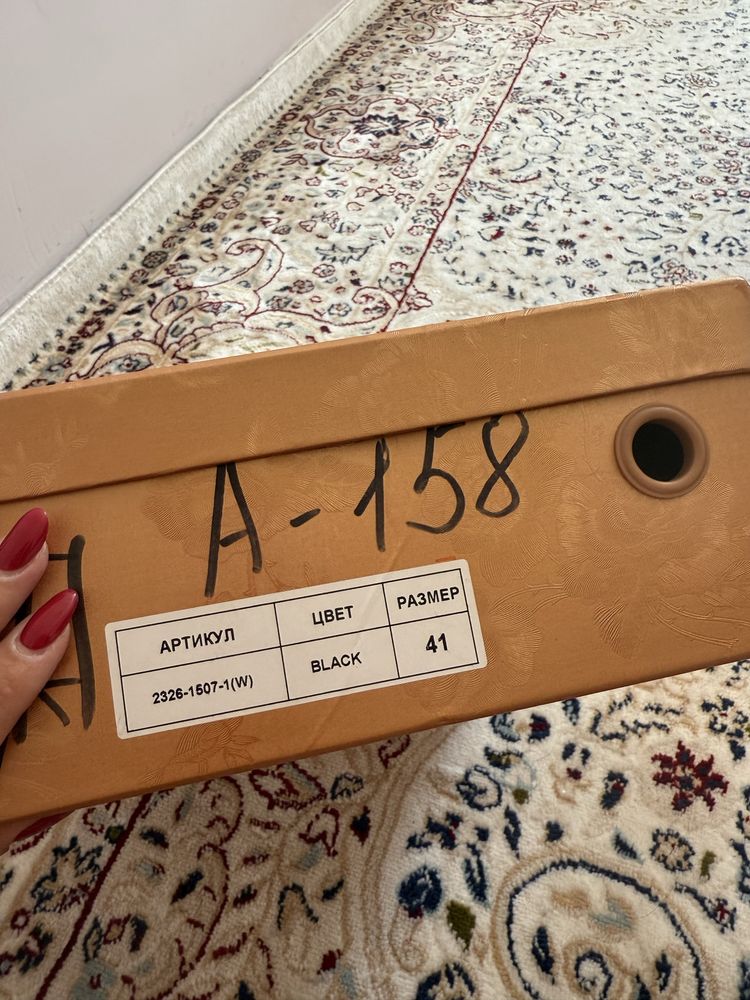 A-158
АРТИКУЛ ЦВЕТ РАЗМЕР
2326-1507-1(W) BLACK 41